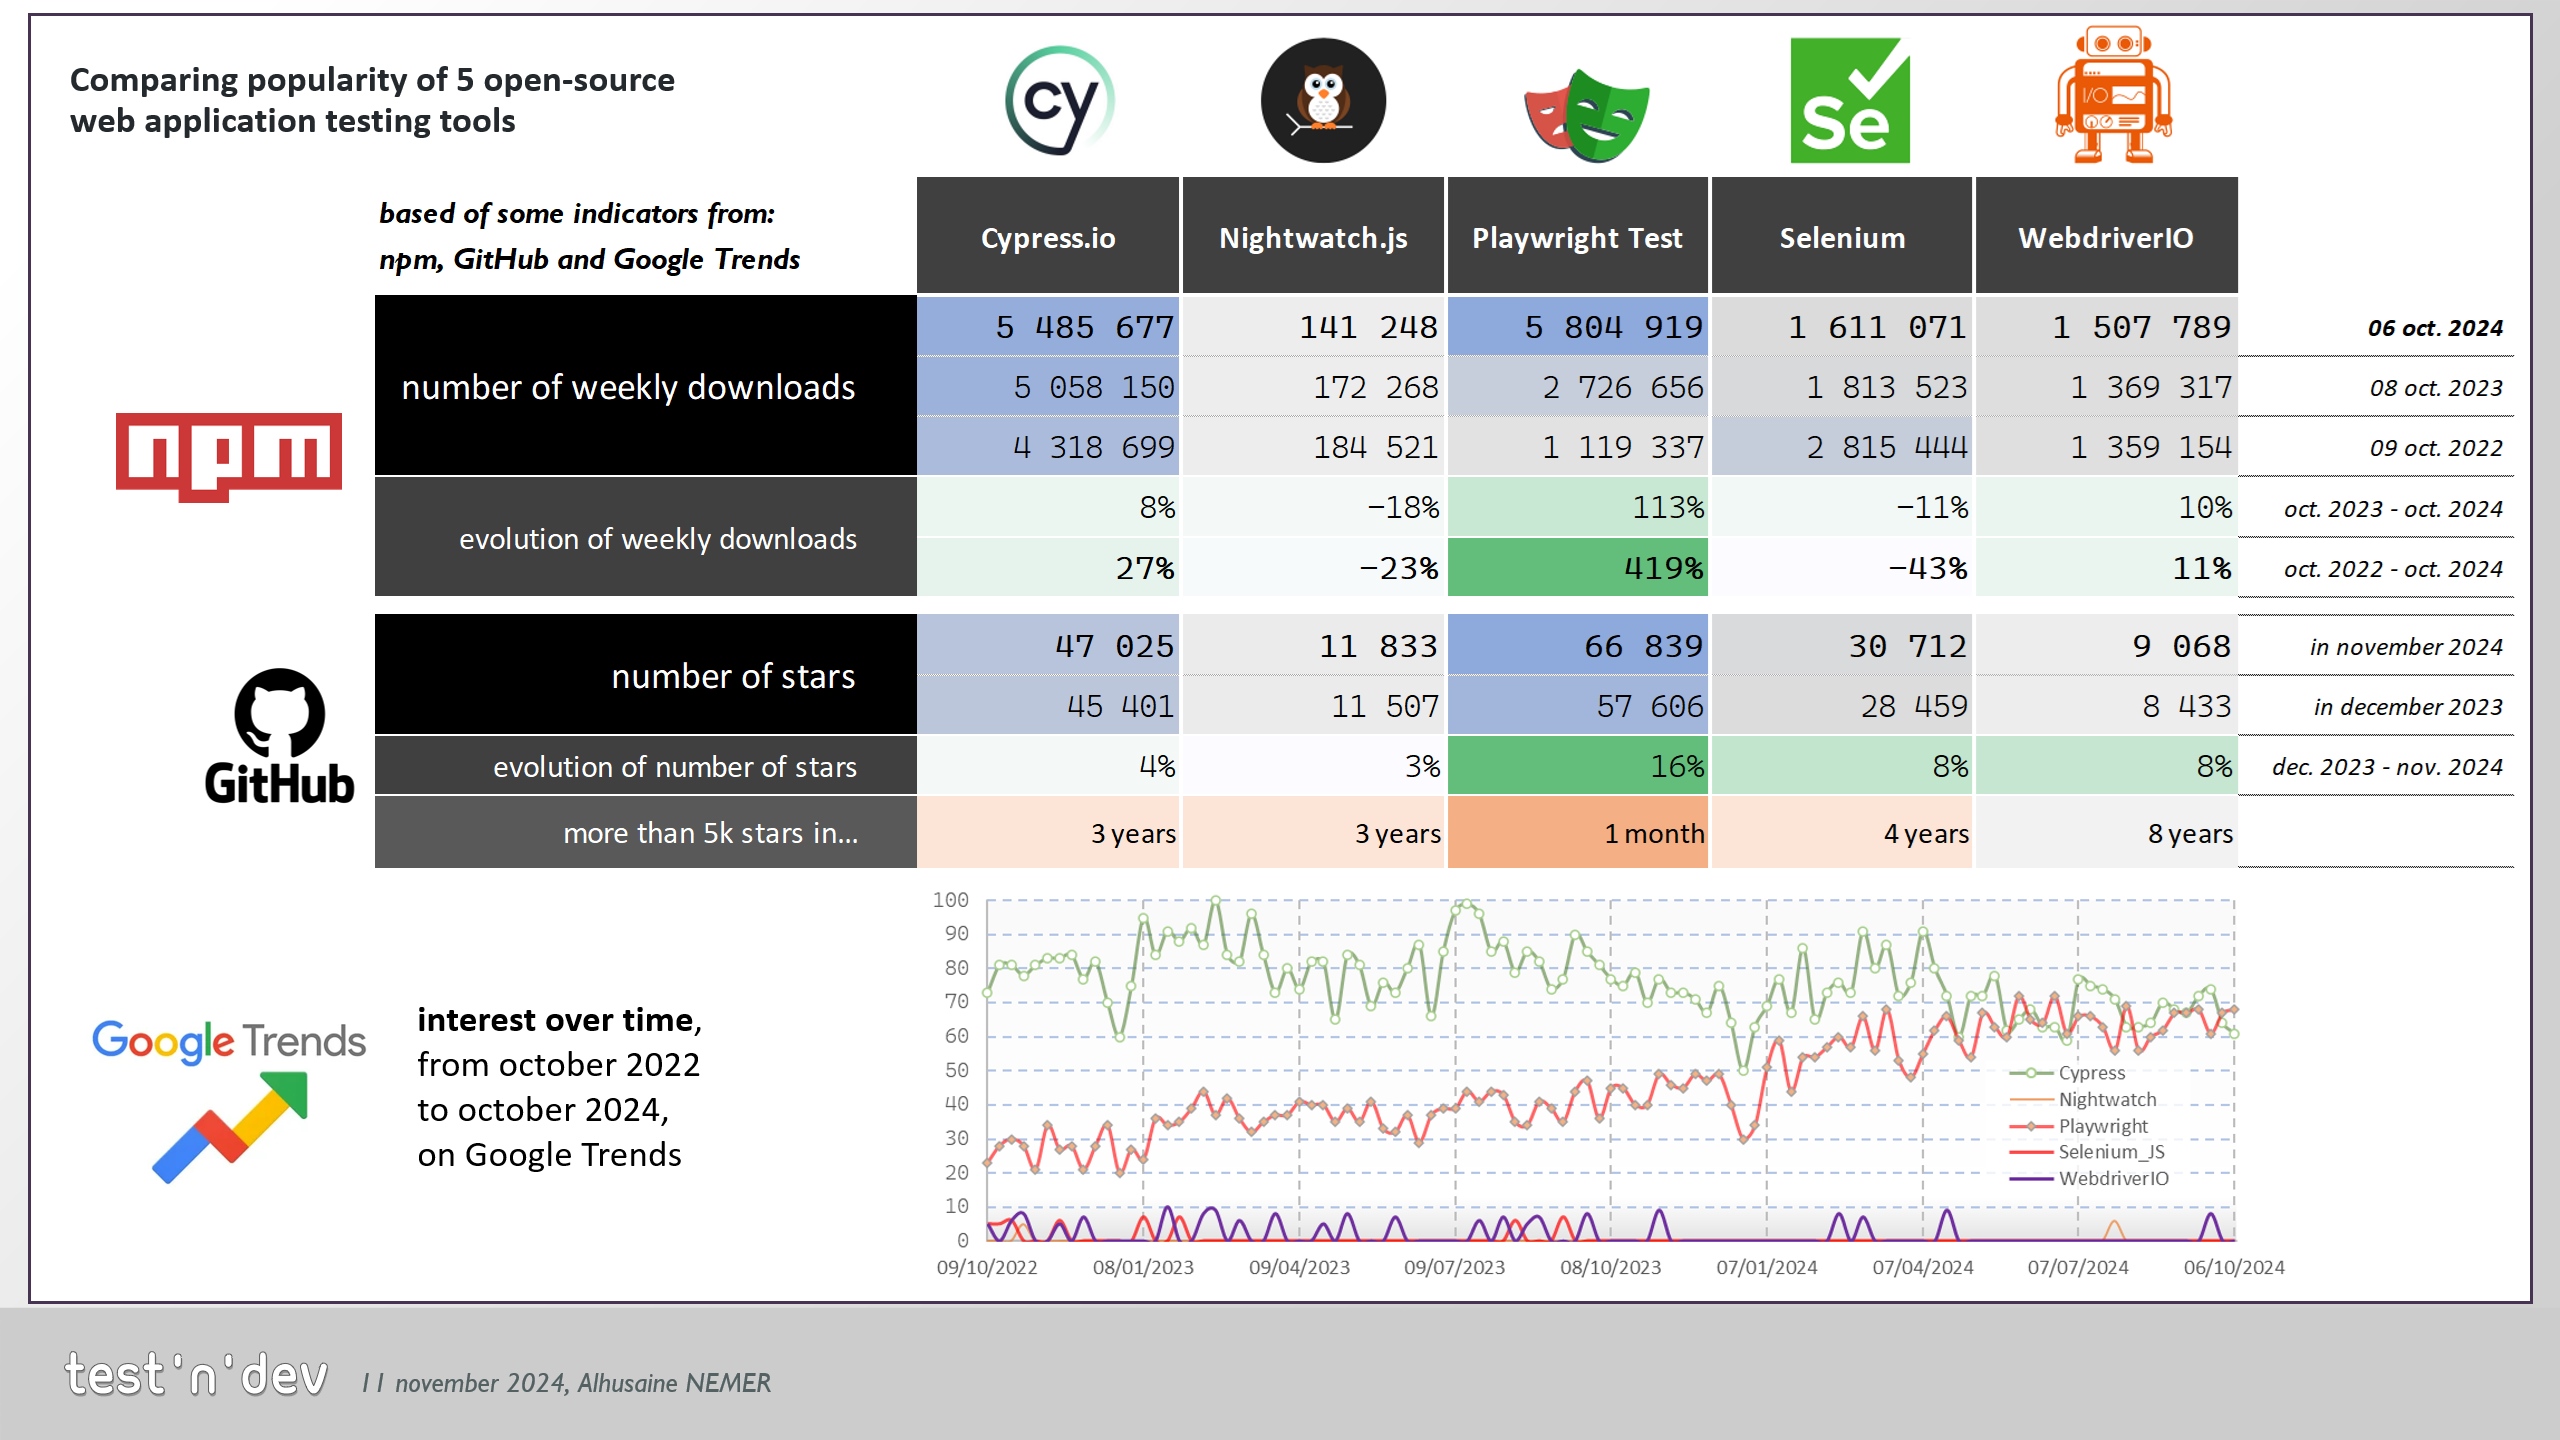 Comparing popularity of 5 open-source
web application testing tools
cy
Se
I/O
based of some indicators from:
npm, GitHub and Google Trends
Cypress.io
Nightwatch.js
Playwright Test
Selenium
WebdriverIO
npm
number of weekly downloads
5 485 677
141 248
5 804 919
1 611 071
1 507 789
06 oct. 2024
5 058 150
172 268
2 726 656
1 813 523
1 369 317
08 oct. 2023
4 318 699
184 521
1 119 337
2 815 444
1 359 154
09 oct. 2022
evolution of weekly downloads
8%
−18%
113%
−11%
10%
oct. 2023 - oct. 2024
27%
−23%
419%
−43%
11%
oct. 2022 - oct. 2024
GitHub
number of stars
47 025
11 833
66 839
30 712
9 068
in november 2024
45 401
11 507
57 606
28 459
8 433
in december 2023
evolution of number of stars
4%
3%
16%
8%
8%
dec. 2023 - nov. 2024
more than 5k stars in...
3 years
3 years
1 month
4 years
8 years
Google Trends
interest over time,
from october 2022
to october 2024,
on Google Trends
100
90
80
70
60
50
40
30
20
10
0
Cypress
Nightwatch
Playwright
Selenium_JS
WebdriverIO
09/10/2022
08/01/2023
09/04/2023
09/07/2023
08/10/2023
07/01/2024
07/04/2024
07/07/2024
06/10/2024
test'n'dev
11 november 2024, Alhusaine NEMER